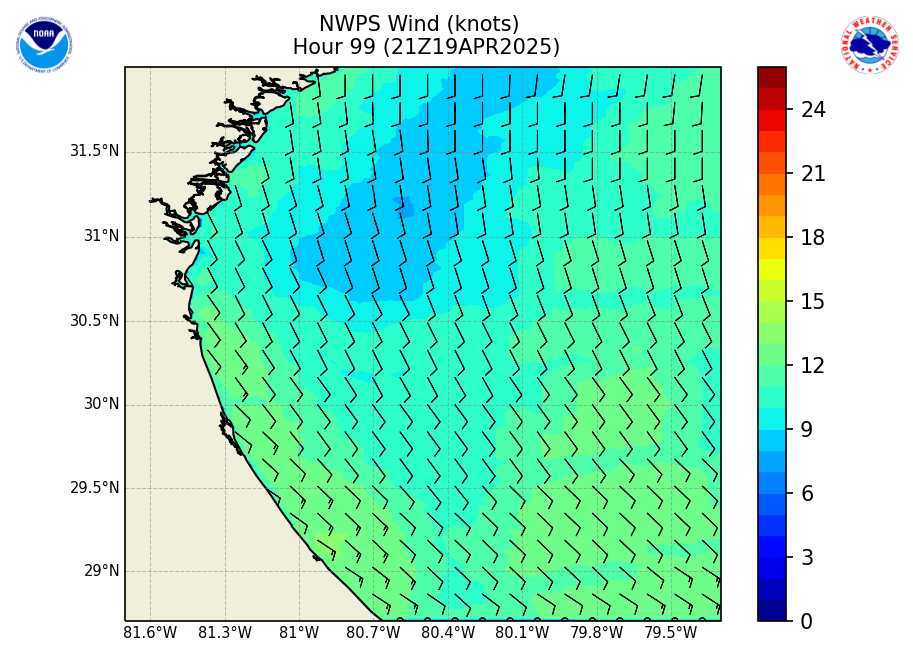 NWPS Wind (knots)
Hour 99 (21Z19APR2025)
NOAA
NATIONAL WEATHER SERVICE
31.5°N
31°N
30.5°N
30°N
29.5°N
29°N
81.6°W 81.3°W 81°W 80.7°W 80.4°W 80.1°W 79.8°W 79.5°W
24
21
18
15
12
9
6
3
0